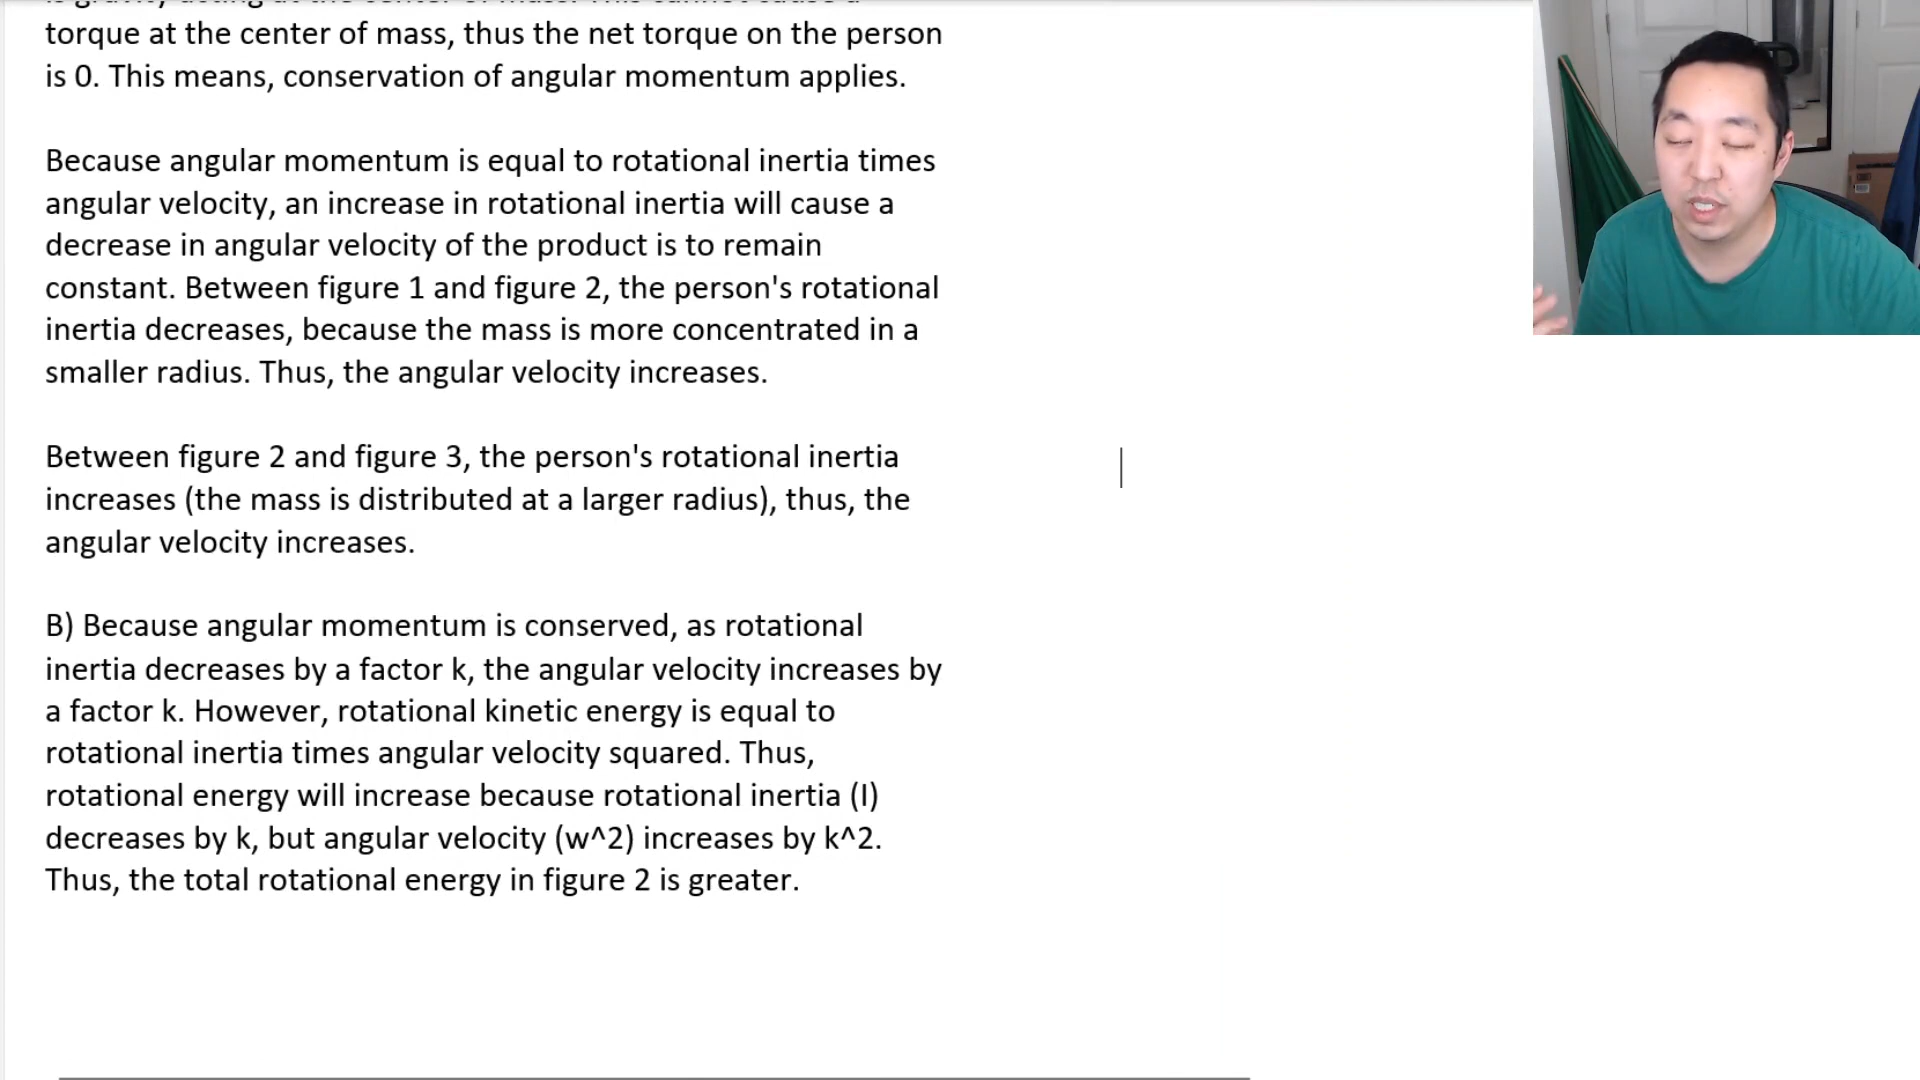 torque at the center of mass, thus the net torque on the person
is 0. This means, conservation of angular momentum applies.
Because angular momentum is equal to rotational inertia times
angular velocity, an increase in rotational inertia will cause a
decrease in angular velocity of the product is to remain
constant. Between figure 1 and figure 2, the person's rotational
inertia decreases, because the mass is more concentrated in a
smaller radius. Thus, the angular velocity increases.
Between figure 2 and figure 3, the person's rotational inertia
increases (the mass is distributed at a larger radius), thus, the
angular velocity increases.
B) Because angular momentum is conserved, as rotational
inertia decreases by a factor k, the angular velocity increases by
a factor k. However, rotational kinetic energy is equal to
rotational inertia times angular velocity squared. Thus,
rotational energy will increase because rotational inertia (I)
decreases by k, but angular velocity (w^2) increases by k^2.
Thus, the total rotational energy in figure 2 is greater.